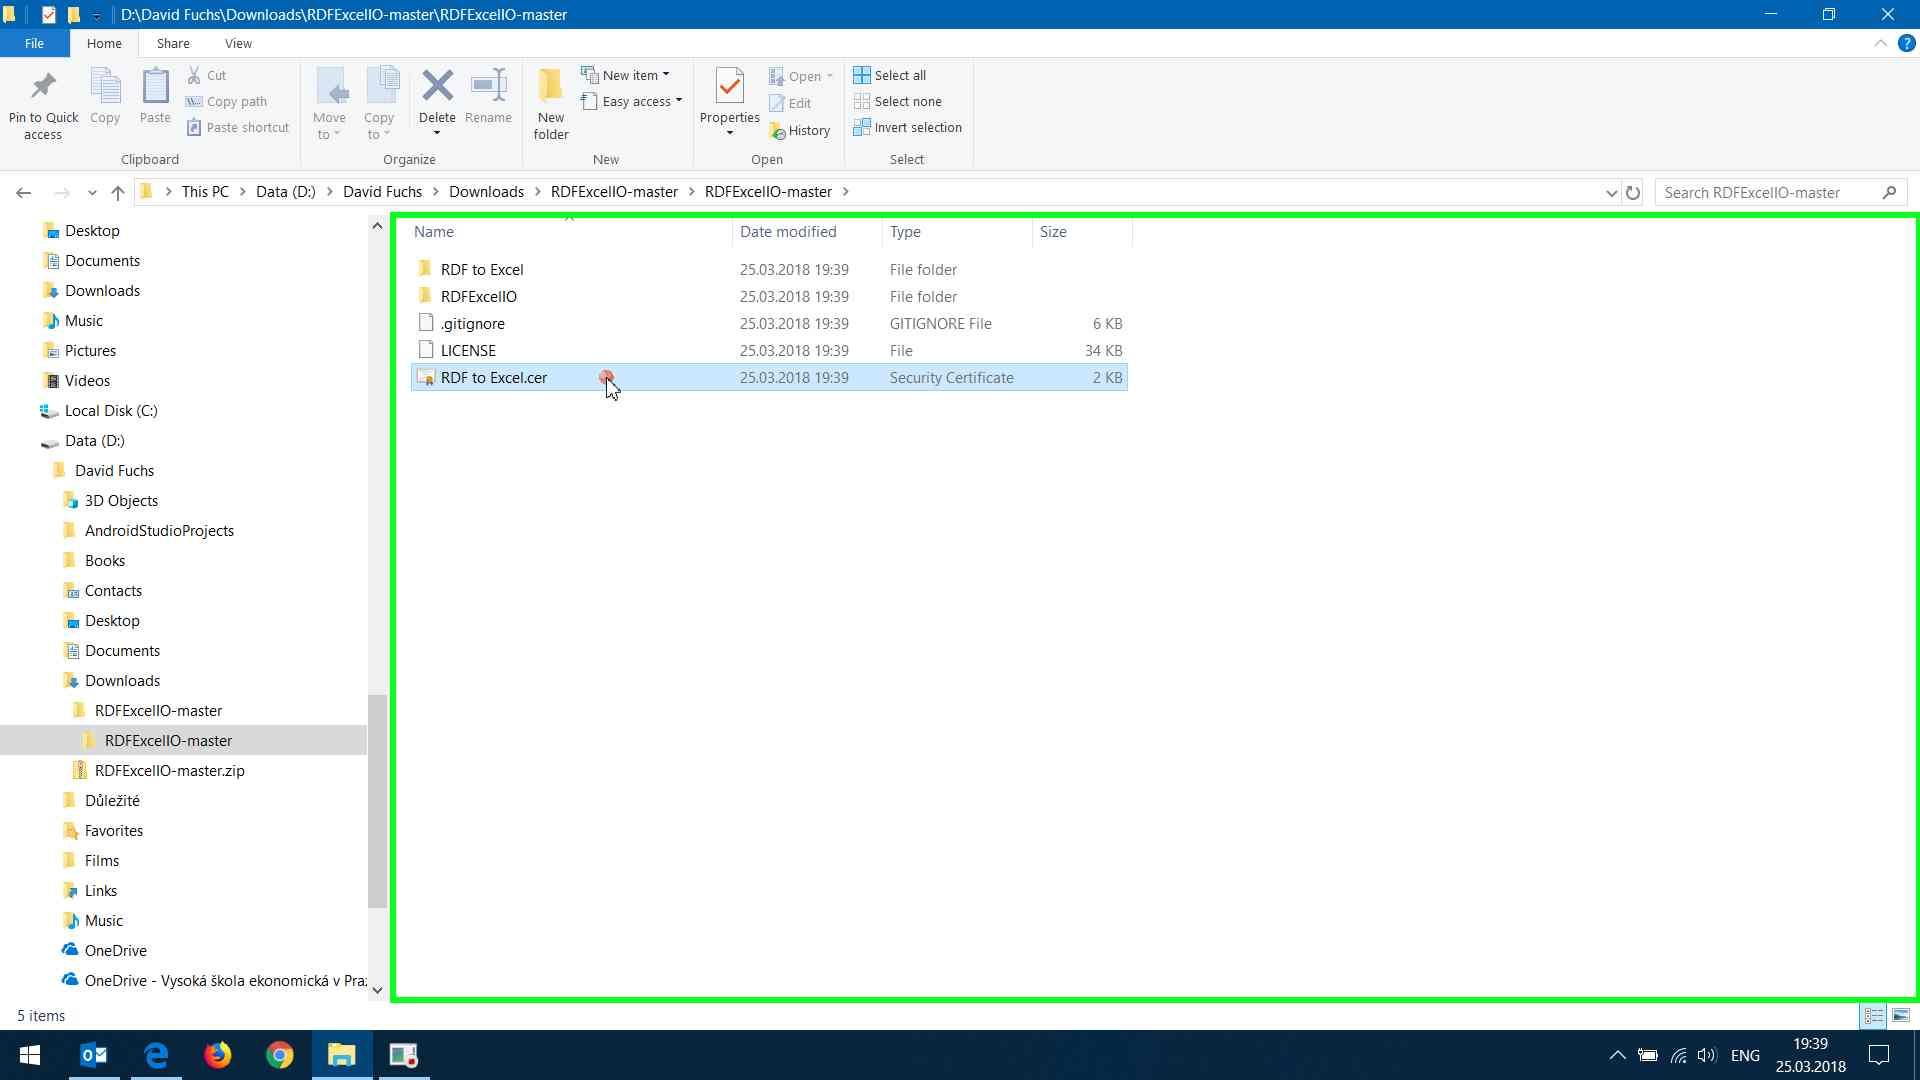 D:\David Fuchs\Downloads\RDFExcelIO-master\RDFExcelIO-master
File Home Share View
Pin to Quick access
Copy
Paste
Cut
Copy path
Paste shortcut
Clipboard
Move to
Copy to
Delete
Rename
Organize
New folder
New item
Easy access
New
Properties
Open
Edit
History
Open
Select all
Select none
Invert selection
Select
This PC > Data (D:) > David Fuchs > Downloads > RDFExcelIO-master > RDFExcelIO-master >
Search RDFExcelIO-master
Desktop
Documents
Downloads
Music
Pictures
Videos
Local Disk (C:)
Data (D:)
David Fuchs
3D Objects
AndroidStudioProjects
Books
Contacts
Desktop
Documents
Downloads
RDFExcelIO-master
RDFExcelIO-master
RDFExcelIO-master.zip
Důležité
Favorites
Films
Links
Music
OneDrive
OneDrive - Vysoká škola ekonomická v Praz
Name Date modified Type Size
RDF to Excel 25.03.2018 19:39 File folder
RDFExcelIO 25.03.2018 19:39 File folder
.gitignore 25.03.2018 19:39 GITIGNORE File 6 KB
LICENSE 25.03.2018 19:39 File 34 KB
RDF to Excel.cer 25.03.2018 19:39 Security Certificate 2 KB
5 items
ENG
19:39
25.03.2018